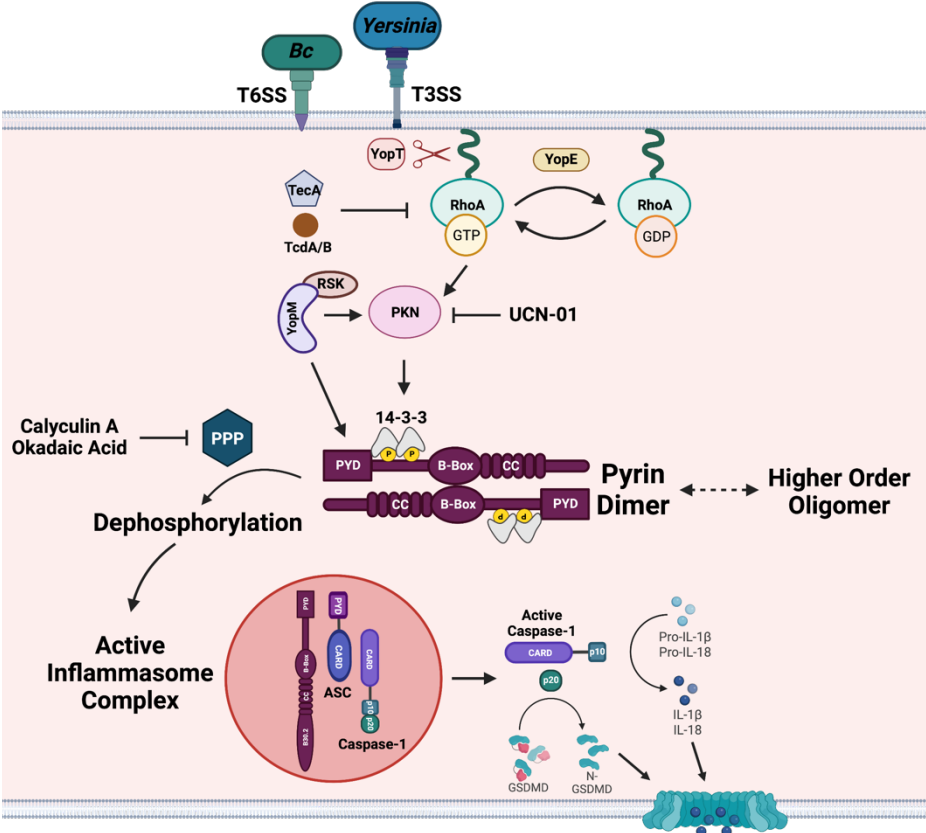 Yersinia
Bc
T6SS
T3SS
YopT
YopE
TecA
RhoA
RhoA
GTP
GDP
TcdA/B
RSK
YopM
PKN
UCN-01
14-3-3
Calyculin A
Okadaic Acid
PPP
P
P
PYD
B-Box
CC
Pyrin
Dimer
Higher Order
Oligomer
CC
B-Box
PYD
P
P
Dephosphorylation
Active
Inflammasome
Complex
PYD
B-Box
CC
B30.2
PYD
CARD
ASC
CARD
p10
p20
Caspase-1
Active
Caspase-1
CARD
p10
p20
Pro-IL-1β
Pro-IL-18
IL-1β
IL-18
GSDMD
N-
GSDMD